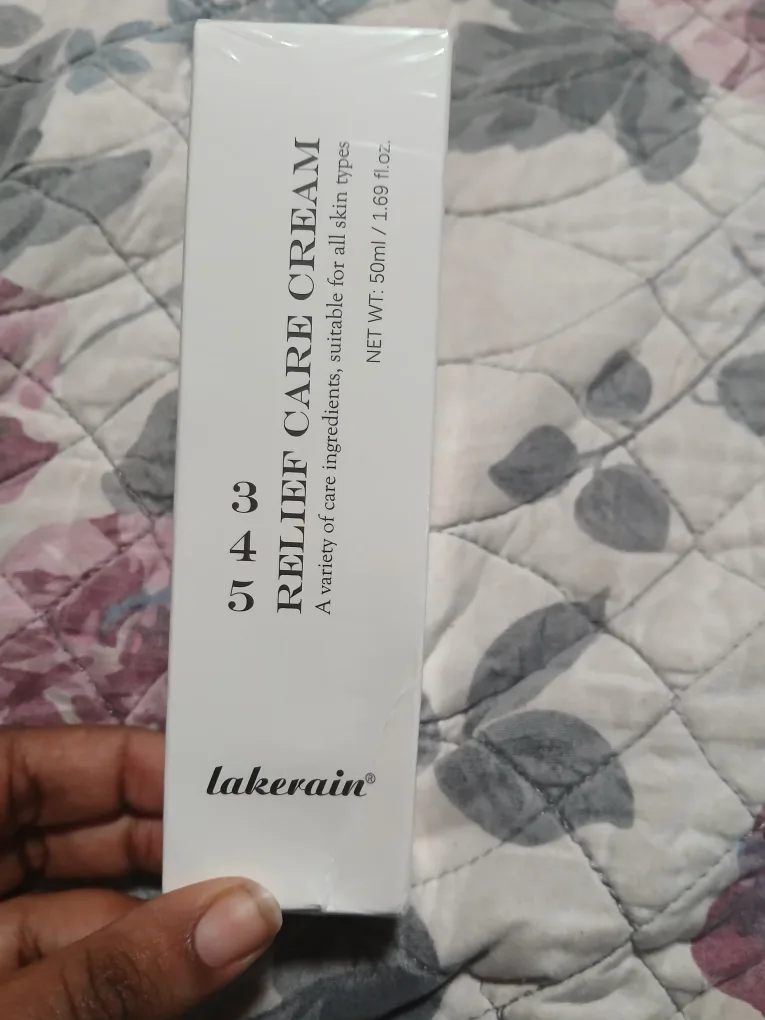 5 4 3
RELIEF CARE CREAM
A variety of care ingredients, suitable for all skin types
NET WT: 50ml / 1.69 fl.oz.
lakerain®